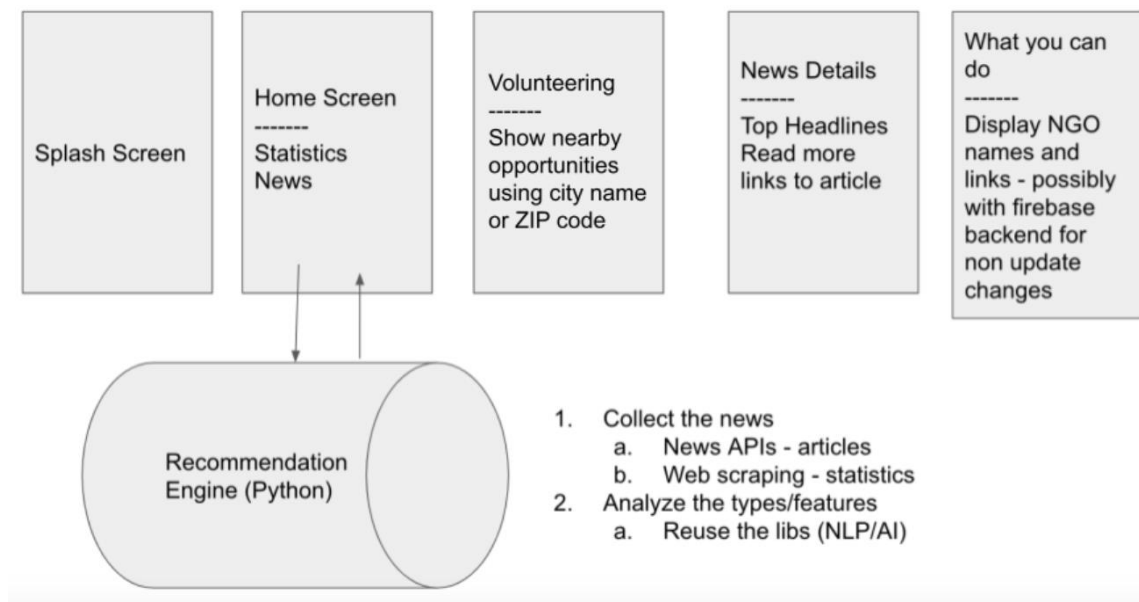 Splash Screen
Home Screen
-------
Statistics
News
Volunteering
-------
Show nearby
opportunities
using city name
or ZIP code
News Details
-------
Top Headlines
Read more
links to article
What you can
do
-------
Display NGO
names and
links - possibly
with firebase
backend for
non update
changes
Recommendation
Engine (Python)
1. Collect the news
a. News APIs - articles
b. Web scraping - statistics
2. Analyze the types/features
a. Reuse the libs (NLP/AI)